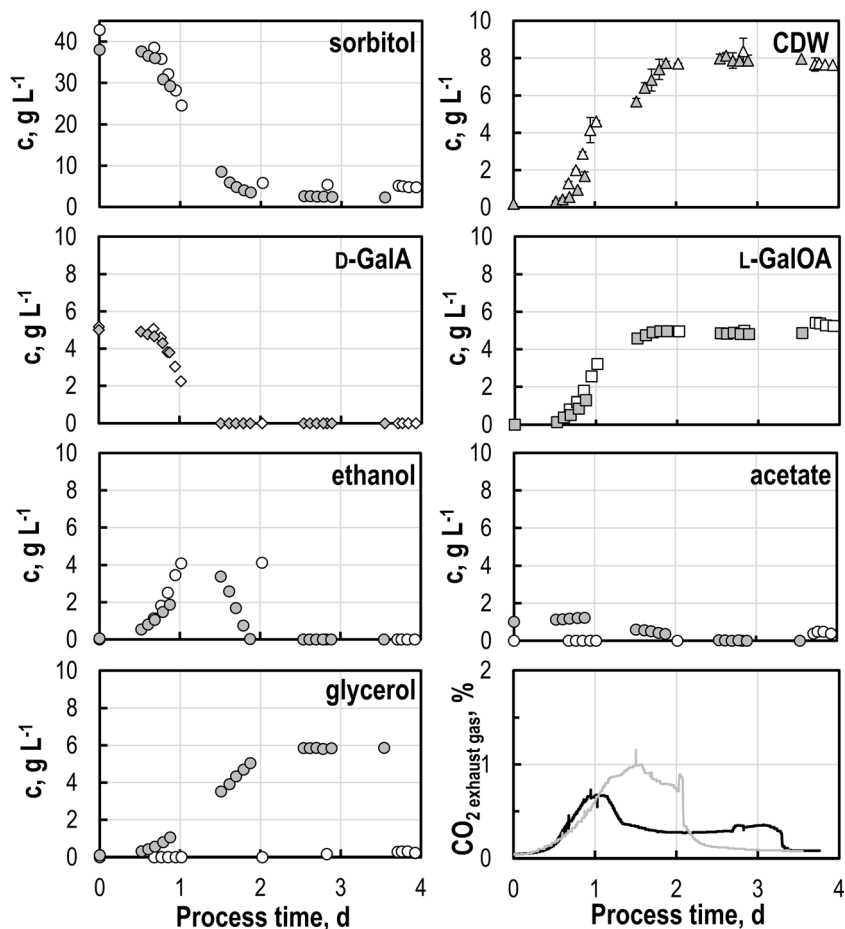 sorbitol
c, g L⁻¹
40
30
20
10
0
CDW
c, g L⁻¹
10
8
6
4
2
0
D-GalA
c, g L⁻¹
10
8
6
4
2
0
L-GalOA
c, g L⁻¹
10
8
6
4
2
0
ethanol
c, g L⁻¹
10
8
6
4
2
0
acetate
c, g L⁻¹
10
8
6
4
2
0
glycerol
c, g L⁻¹
10
8
6
4
2
0
0 1 2 3 4
Process time, d
CO₂ exhaust gas, %
2
1
0
0 1 2 3 4
Process time, d